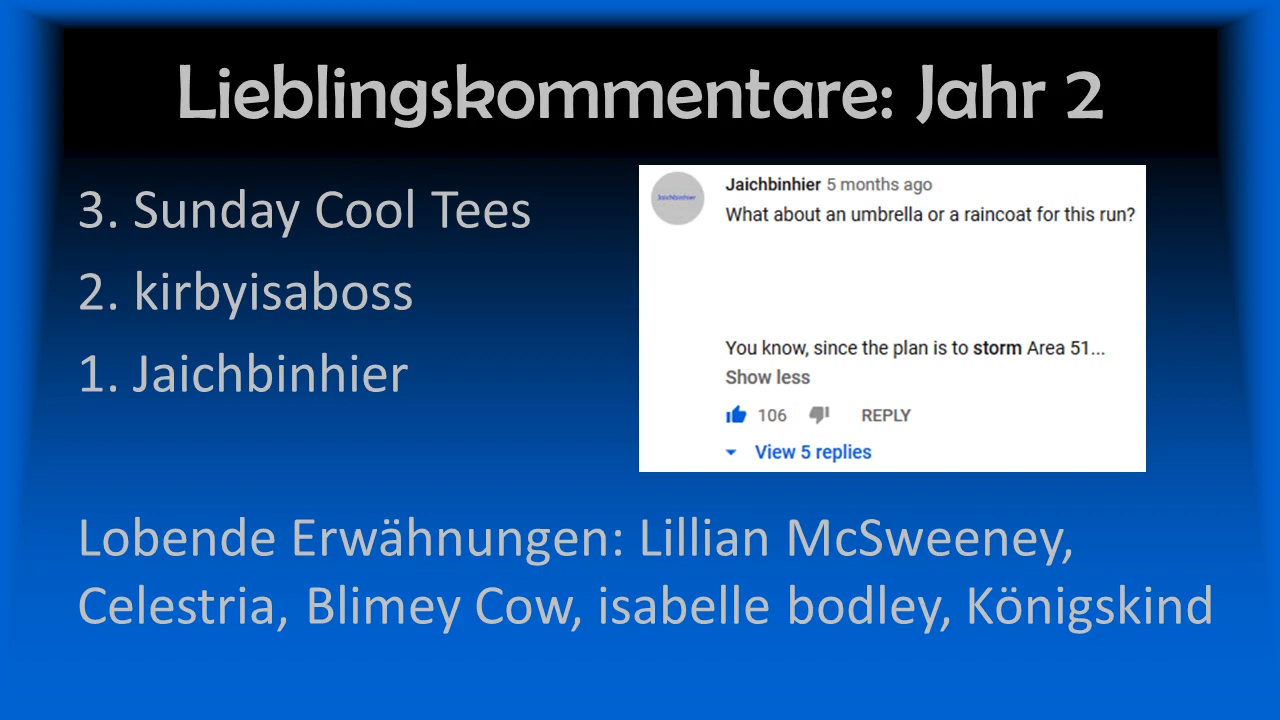 Lieblingskommentare: Jahr 2
3. Sunday Cool Tees
2. kirbyisaboss
1. Jaichbinhier
Jaichbinhier
Jaichbinhier 5 months ago
What about an umbrella or a raincoat for this run?
You know, since the plan is to storm Area 51...
Show less
106 REPLY
View 5 replies
Lobende Erwähnungen: Lillian McSweeney,
Celestria, Blimey Cow, isabelle bodley, Königskind